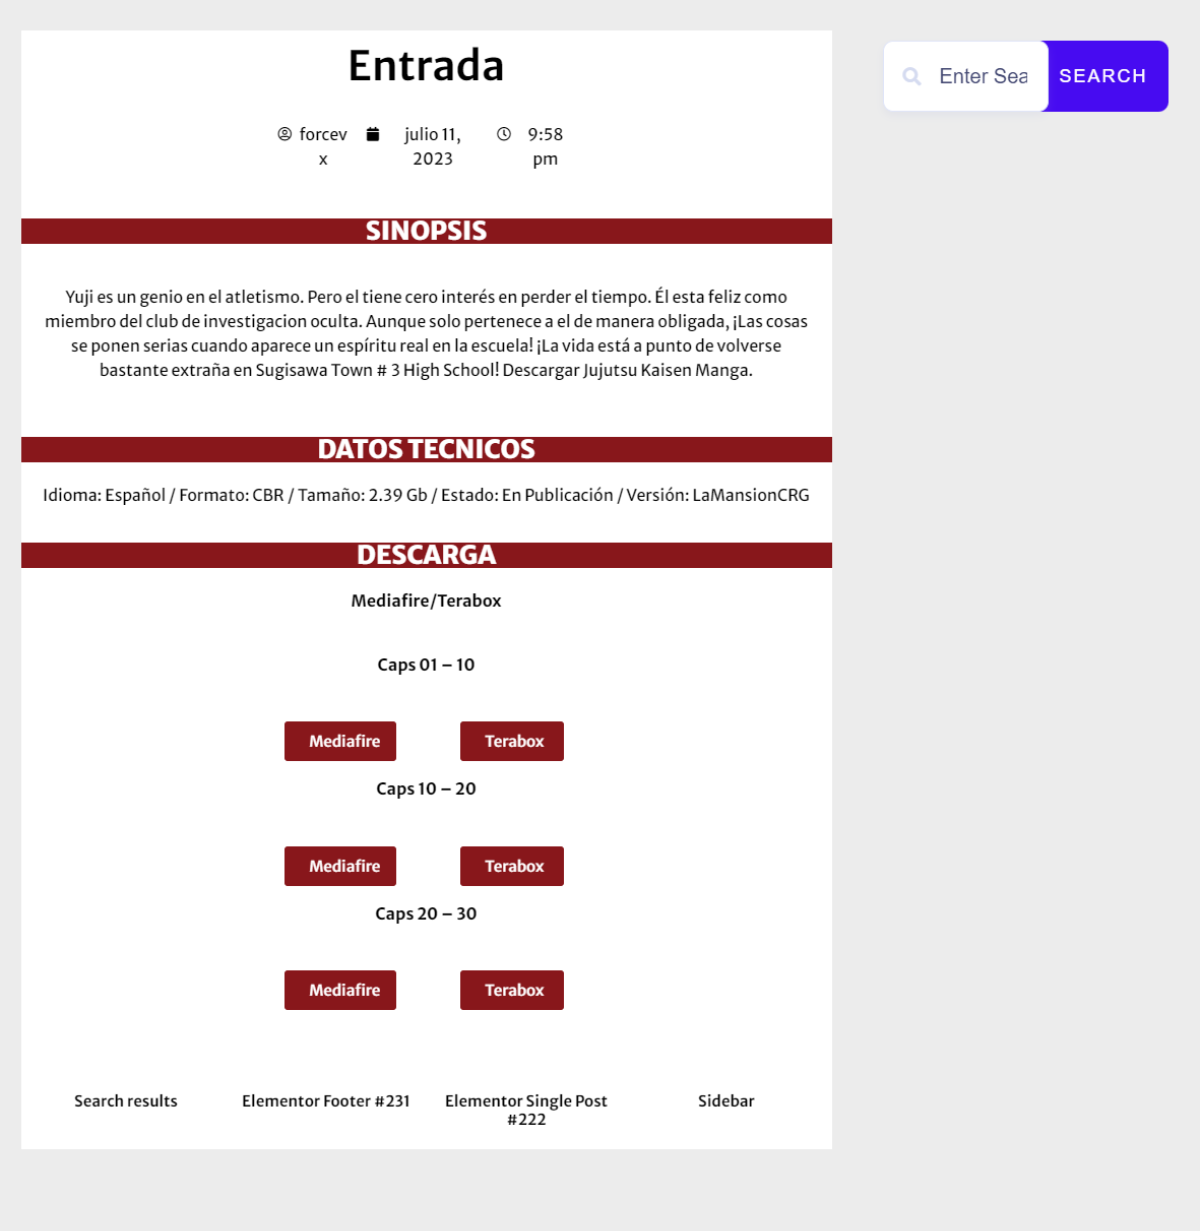 Entrada
Enter Sea
SEARCH
forcev
x
julio 11,
2023
9:58
pm
SINOPSIS
Yuji es un genio en el atletismo. Pero el tiene cero interés en perder el tiempo. Él esta feliz como
miembro del club de investigacion oculta. Aunque solo pertenece a el de manera obligada, ¡Las cosas
se ponen serias cuando aparece un espíritu real en la escuela! ¡La vida está a punto de volverse
bastante extraña en Sugisawa Town # 3 High School! Descargar Jujutsu Kaisen Manga.
DATOS TECNICOS
Idioma: Español / Formato: CBR / Tamaño: 2.39 Gb / Estado: En Publicación / Versión: LaMansionCRG
DESCARGA
Mediafire/Terabox
Caps 01 – 10
Mediafire
Terabox
Caps 10 – 20
Mediafire
Terabox
Caps 20 – 30
Mediafire
Terabox
Search results
Elementor Footer #231
Elementor Single Post
#222
Sidebar